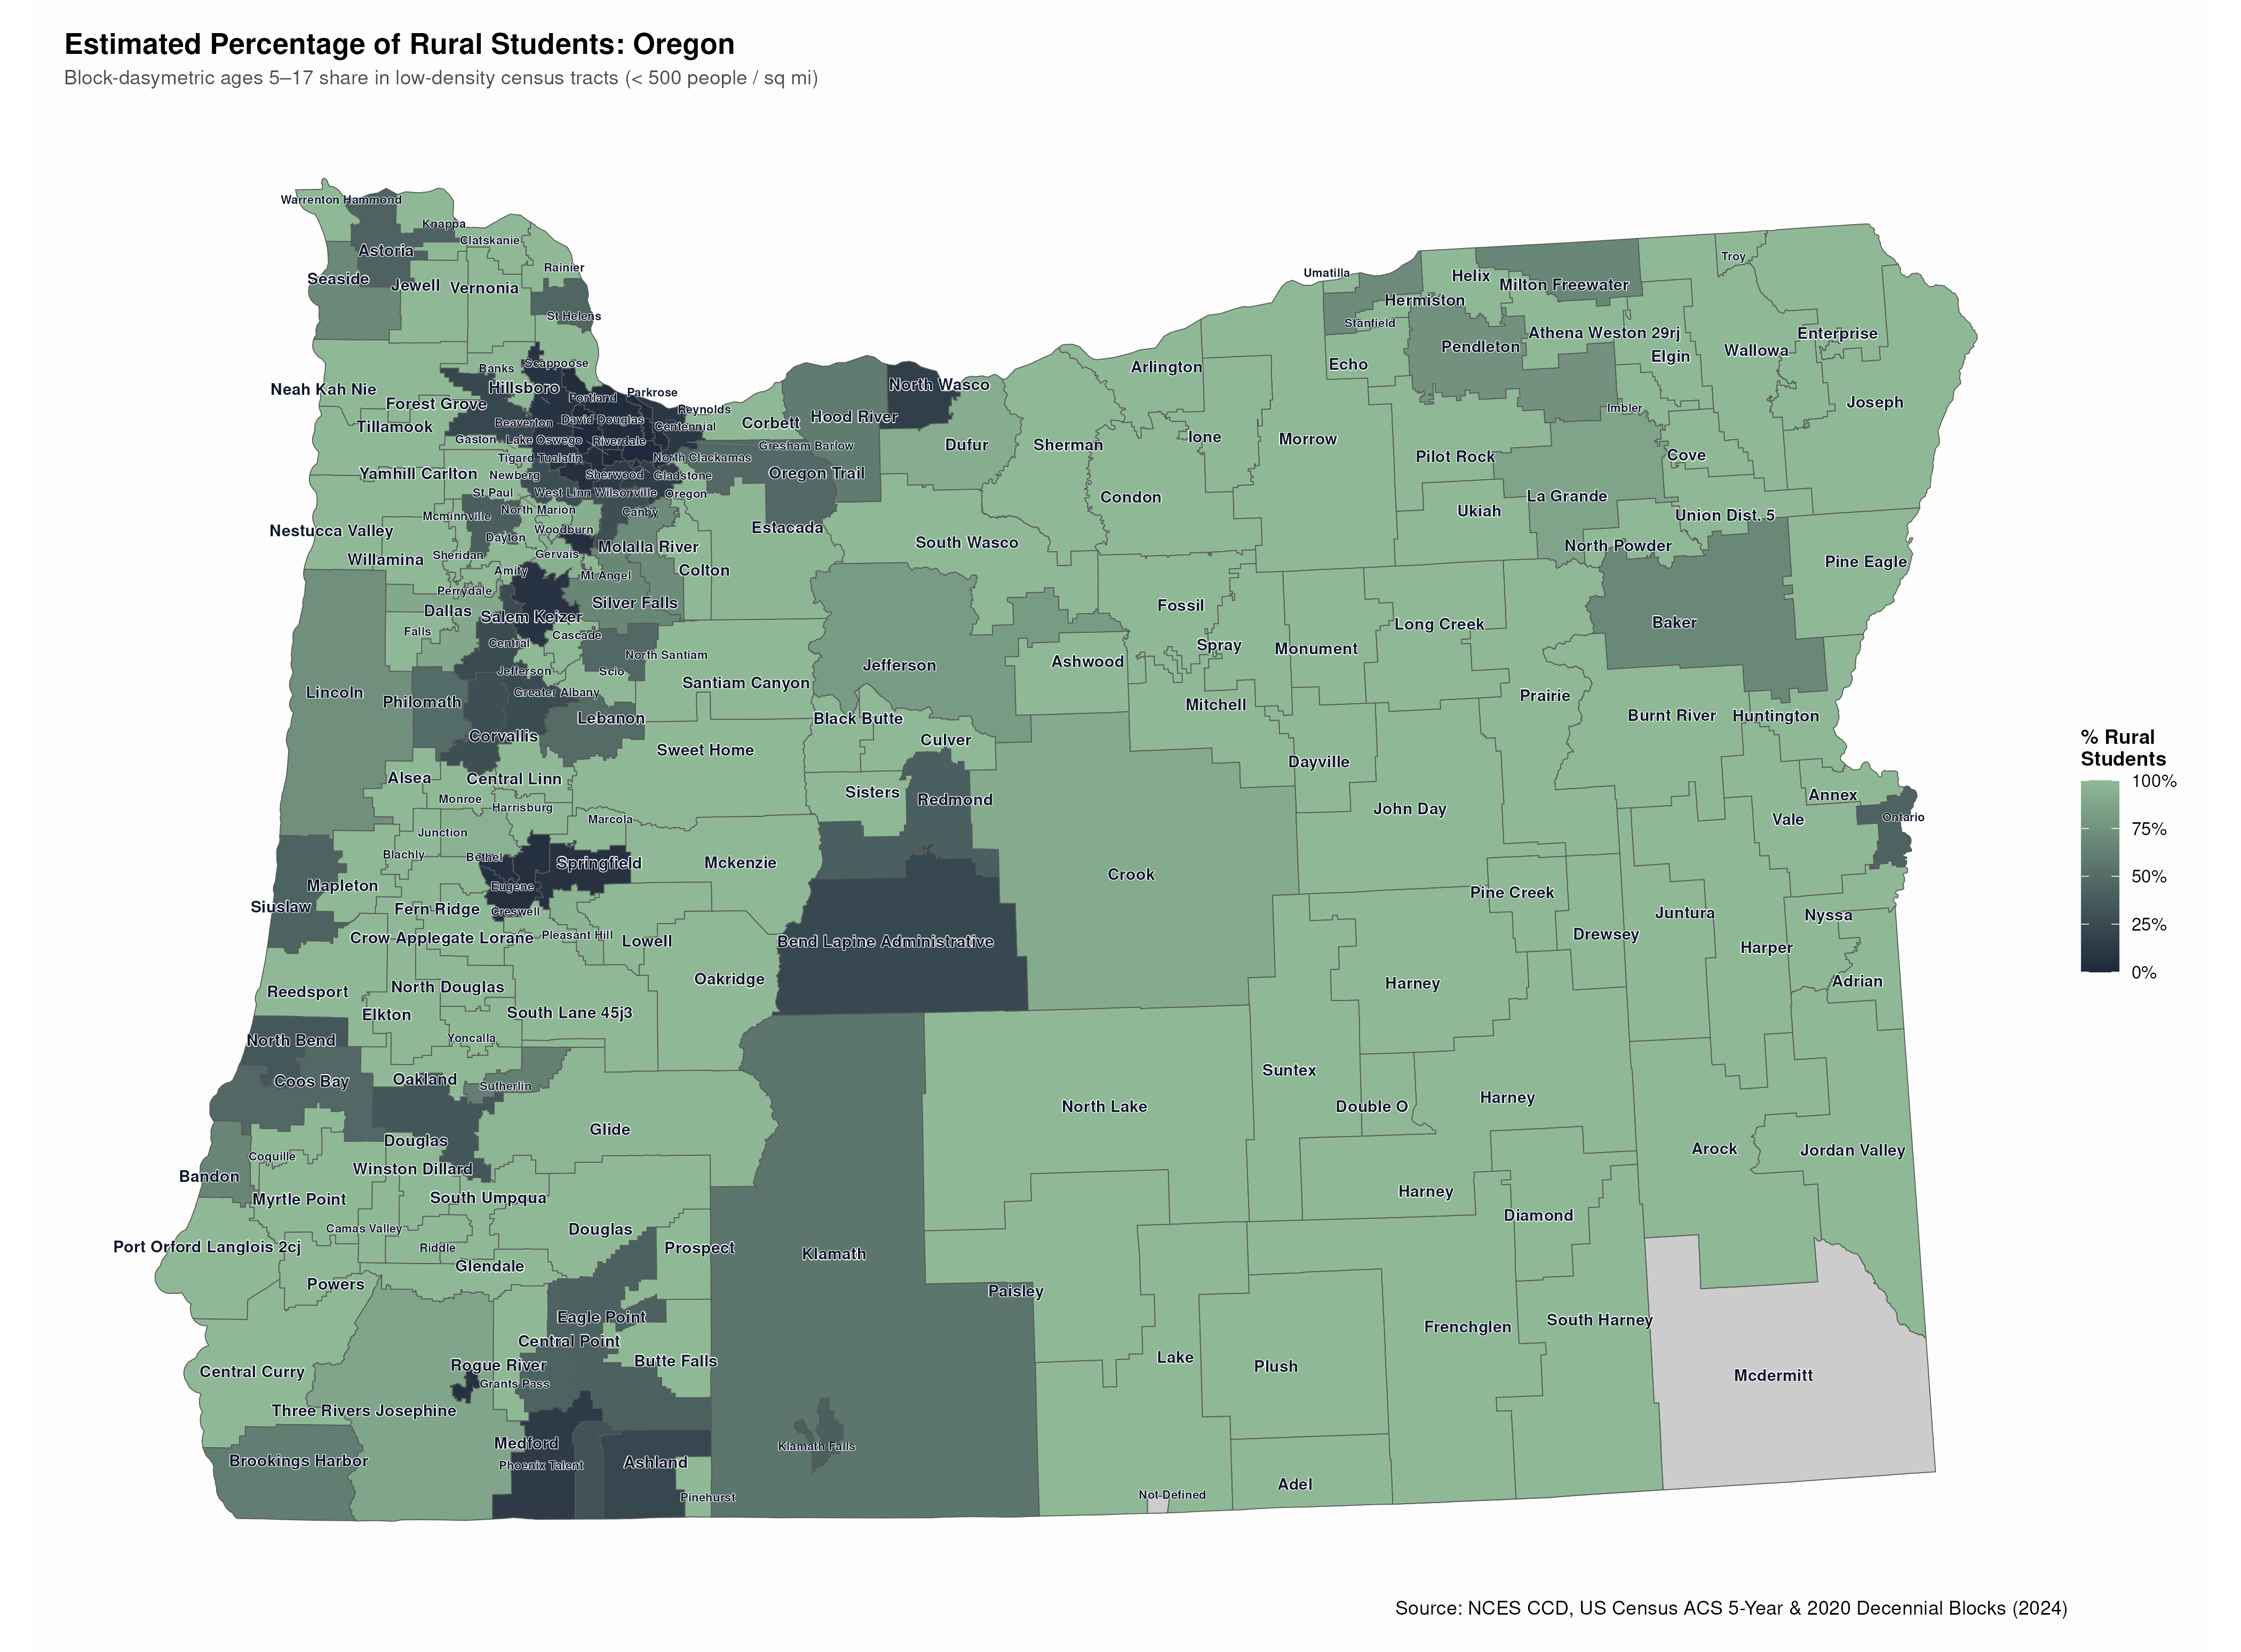 Estimated Percentage of Rural Students: Oregon
Block-dasymetric ages 5–17 share in low-density census tracts (< 500 people / sq mi)
Warrenton Hammond
Knappa
Clatskanie
Astoria
Rainier
Seaside
Jewell
Vernonia
St Helens
Umatilla
Helix
Milton Freewater
Troy
Hermiston
Stanfield
Athena Weston 29rj
Enterprise
Pendleton
Elgin
Wallowa
Echo
Arlington
Banks
Scappoose
Neah Kah Nie
Hillsboro
North Wasco
Parkrose
Portland
Forest Grove
Reynolds
Joseph
Imbler
Hood River
Corbett
Tillamook
Beaverton
David Douglas
Centennial
Gaston
Lake Oswego
Riverdale
Gresham Barlow
Dufur
Sherman
Ione
Morrow
Pilot Rock
Cove
Tigard Tualatin
North Clackamas
Yamhill Carlton
Newberg
Sherwood
Gladstone
Oregon Trail
St Paul
West Linn Wilsonville
Oregon
Condon
La Grande
Ukiah
Union Dist. 5
Mcminnville
North Marion
Canby
Nestucca Valley
Woodburn
Estacada
Dayton
Molalla River
South Wasco
North Powder
Willamina
Sheridan
Gervais
Pine Eagle
Amity
Mt Angel
Colton
Perrydale
Dallas
Silver Falls
Fossil
Salem Keizer
Long Creek
Baker
Falls
Central
Cascade
Spray
Monument
North Santiam
Ashwood
Jefferson
Jefferson
Scio
Santiam Canyon
Lincoln
Greater Albany
Prairie
Philomath
Mitchell
Lebanon
Black Butte
Burnt River
Huntington
Corvallis
Culver
Sweet Home
Dayville
Alsea
Central Linn
Sisters
Redmond
Annex
Monroe
Harrisburg
John Day
Vale
Ontario
Marcola
Junction
Blachly
Bethel
Springfield
Mckenzie
Crook
Mapleton
Eugene
Pine Creek
Siuslaw
Fern Ridge
Creswell
Juntura
Nyssa
Crow Applegate Lorane
Pleasant Hill
Lowell
Bend Lapine Administrative
Drewsey
Harper
Oakridge
Harney
Adrian
Reedsport
North Douglas
Elkton
South Lane 45j3
North Bend
Yoncalla
Suntex
Coos Bay
Oakland
Sutherlin
North Lake
Double O
Harney
Glide
Douglas
Arock
Jordan Valley
Coquille
Bandon
Winston Dillard
Myrtle Point
South Umpqua
Harney
Diamond
Camas Valley
Douglas
Port Orford Langlois 2cj
Riddle
Prospect
Klamath
Glendale
Powers
Paisley
Eagle Point
South Harney
Frenchglen
Central Point
Lake
Butte Falls
Rogue River
Plush
Central Curry
Grants Pass
Mcdermitt
Three Rivers Josephine
Medford
Klamath Falls
Brookings Harbor
Phoenix Talent
Ashland
Adel
Pinehurst
Not Defined
% Rural
Students
100%
75%
50%
25%
0%
Source: NCES CCD, US Census ACS 5-Year & 2020 Decennial Blocks (2024)